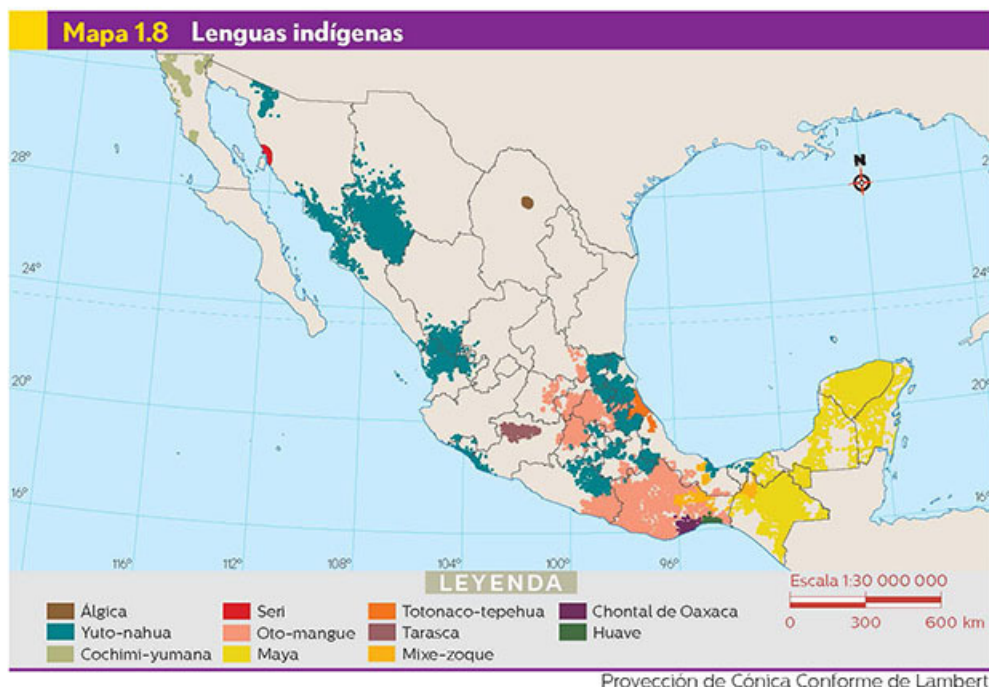 Mapa 1.8 Lenguas indígenas
N
28°
24°
24°
20°
20°
16°
16°
116°
112°
108°
104°
100°
96°
LEYENDA
Álgica
Yuto-nahua
Cochimi-yumana
Seri
Oto-mangue
Maya
Totonaco-tepehua
Tarasca
Mixe-zoque
Chontal de Oaxaca
Huave
Escala 1:30 000 000
0 300 600 km
Proyección de Cónica Conforme de Lambert